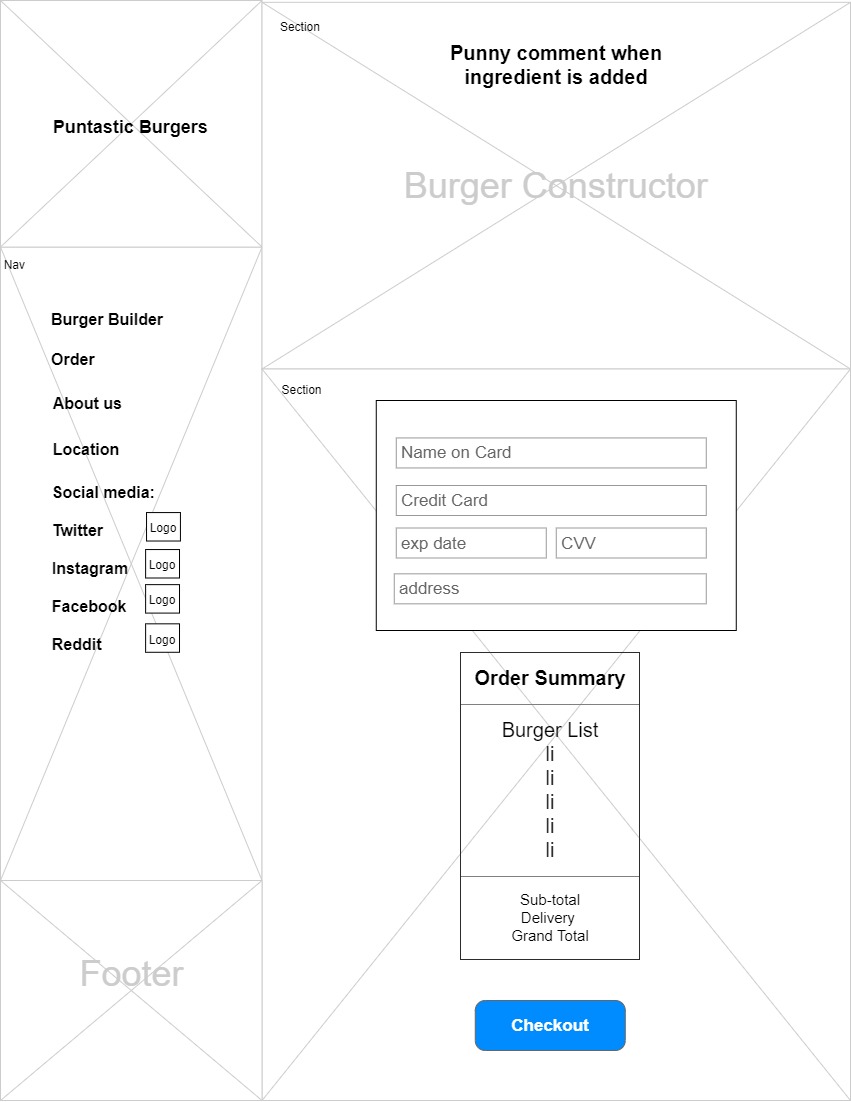 Puntastic Burgers
Nav
Burger Builder
Order
About us
Location
Social media:
Twitter Logo
Instagram Logo
Facebook Logo
Reddit Logo
Footer
Section
Punny comment when
ingredient is added
Burger Constructor
Section
Name on Card
Credit Card
exp date CVV
address
Order Summary
Burger List
li
li
li
li
li
Sub-total
Delivery
Grand Total
Checkout